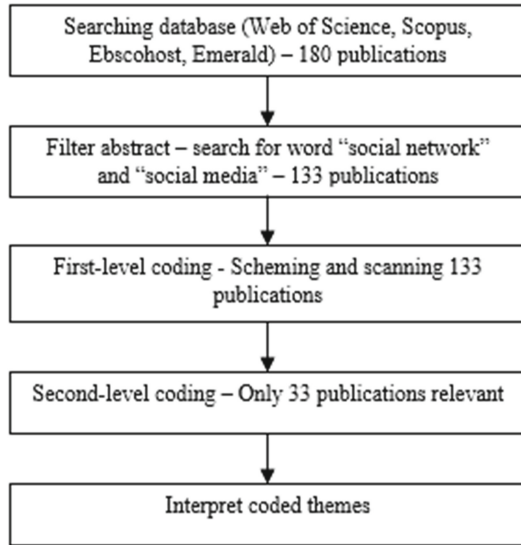 Searching database (Web of Science, Scopus,
Ebscohost, Emerald) – 180 publications
Filter abstract – search for word “social network”
and “social media” – 133 publications
First-level coding - Scheming and scanning 133
publications
Second-level coding – Only 33 publications relevant
Interpret coded themes